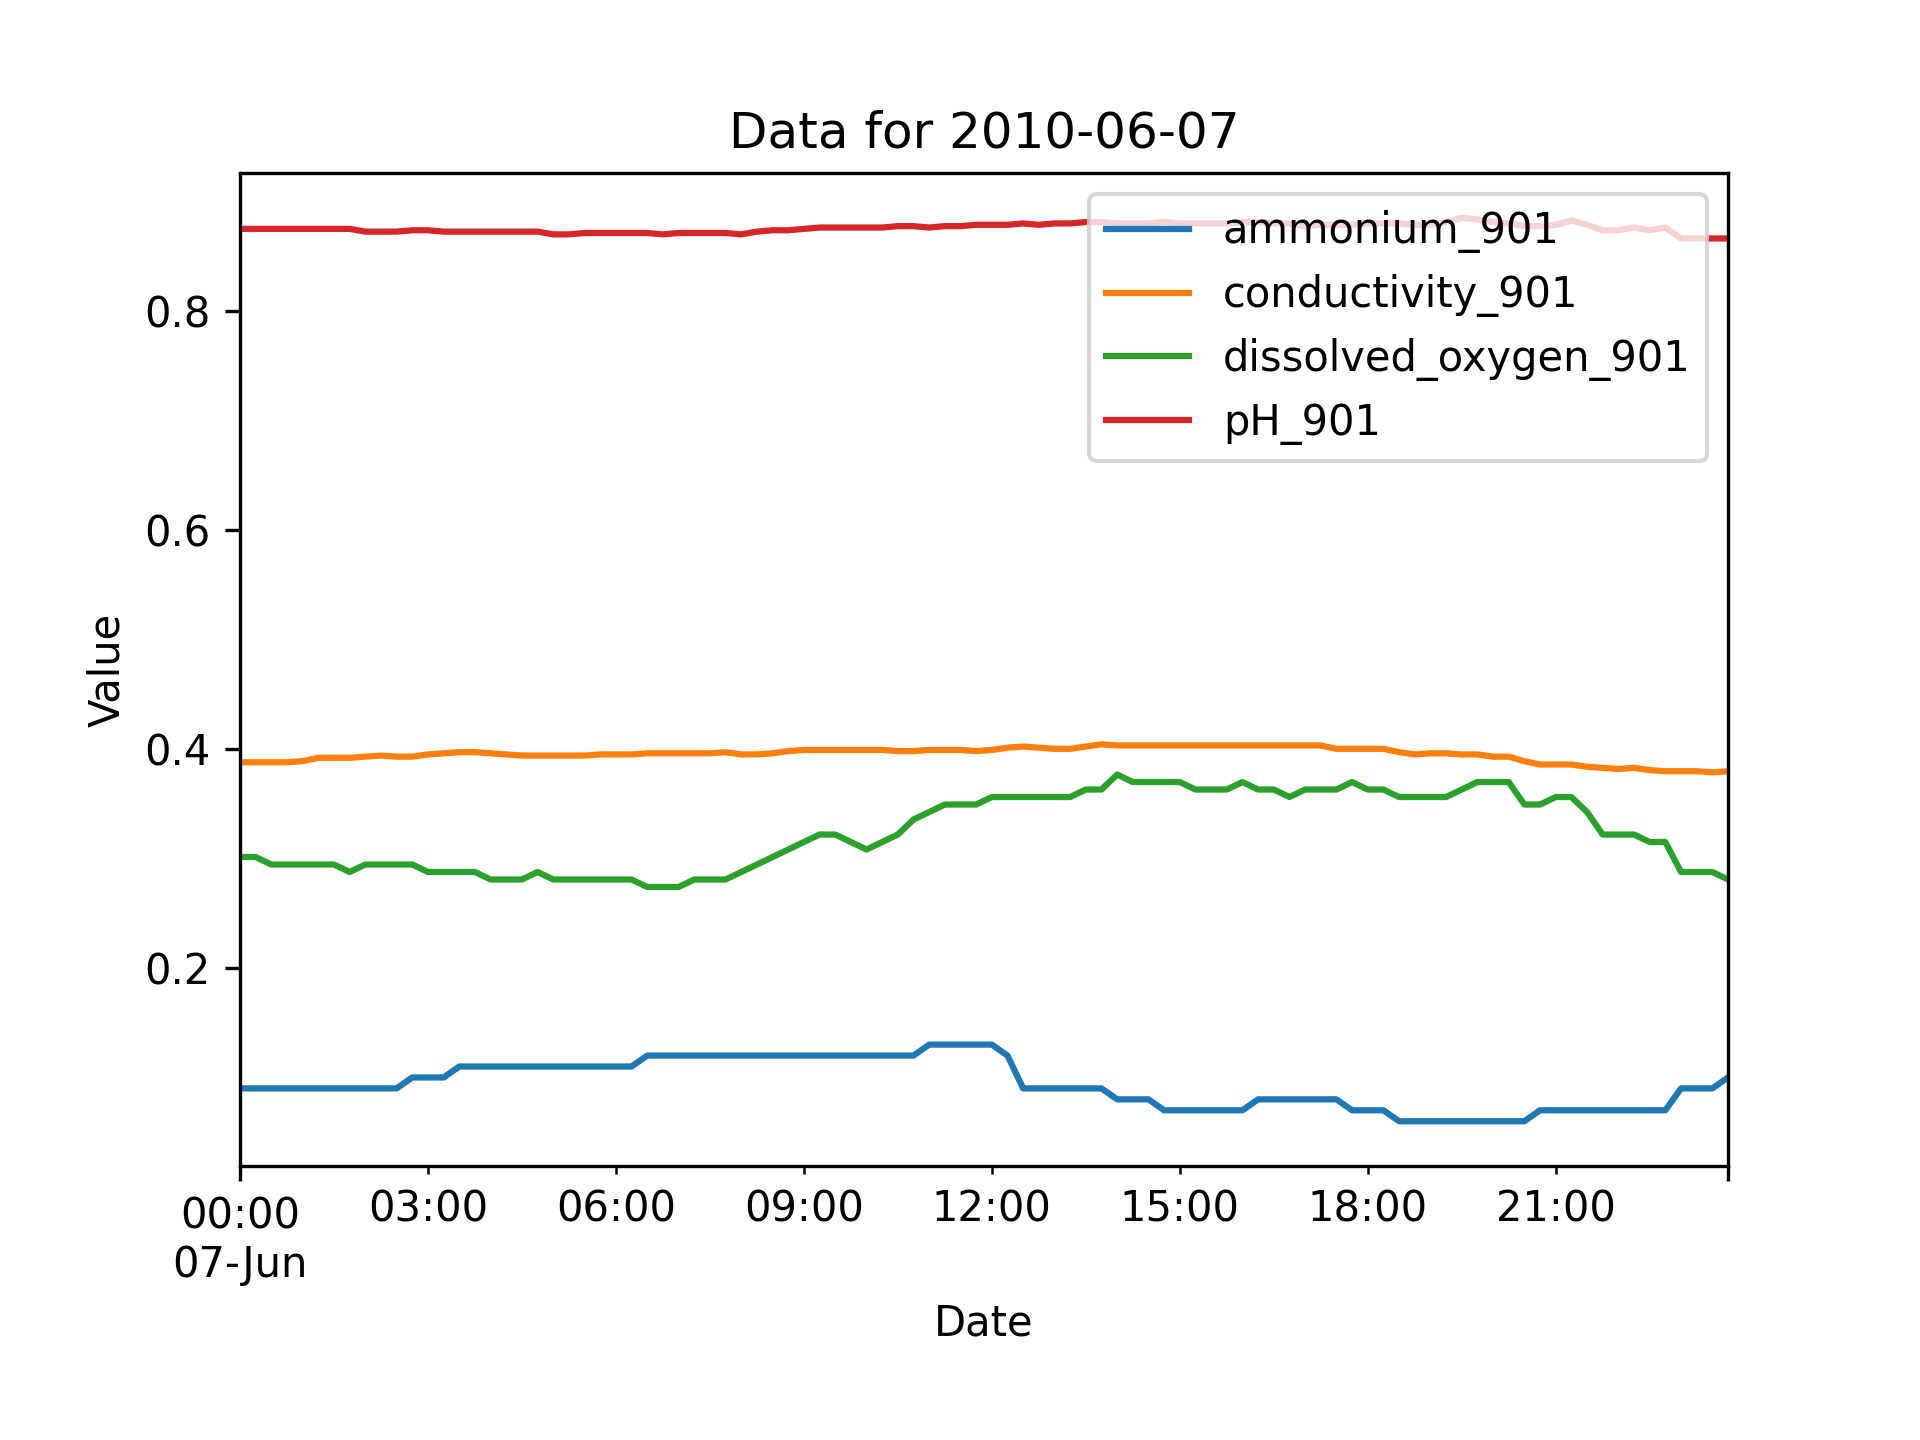 Data for 2010-06-07
ammonium_901
conductivity_901
dissolved_oxygen_901
pH_901
Value
0.8
0.6
0.4
0.2
00:00
07-Jun
03:00
06:00
09:00
12:00
15:00
18:00
21:00
Date